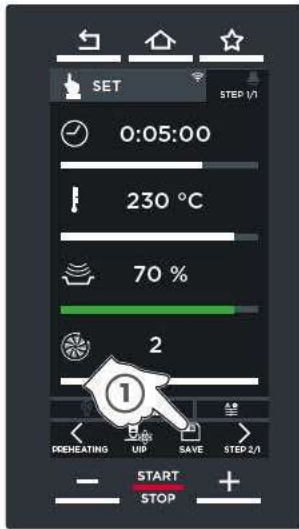 SET
STEP 1/1
0:05:00
230 °C
70 %
2
1
PREHEATING UIP SAVE STEP 2/1
START
STOP